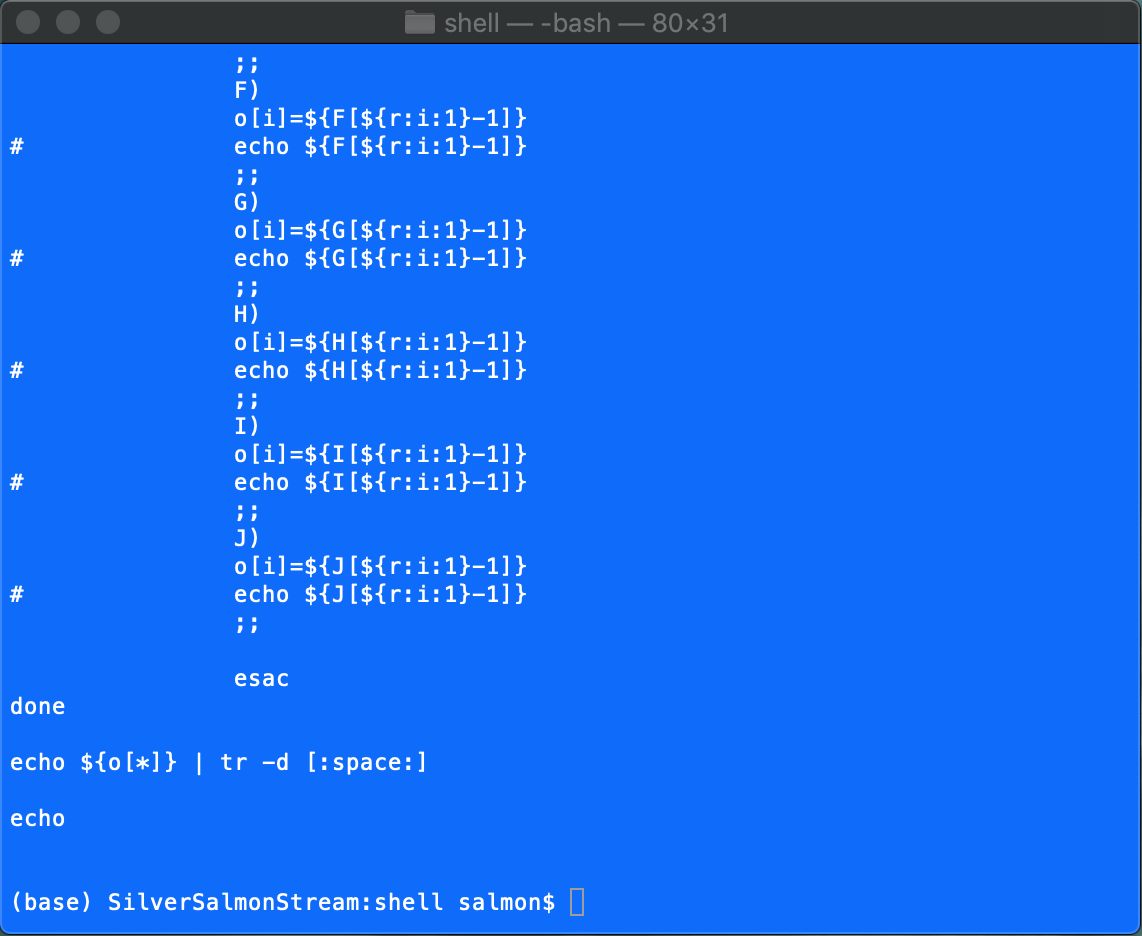 shell — -bash — 80×31
;;
F)
o[i]=${F[${r:i:1}-1]}
# echo ${F[${r:i:1}-1]}
;;
G)
o[i]=${G[${r:i:1}-1]}
# echo ${G[${r:i:1}-1]}
;;
H)
o[i]=${H[${r:i:1}-1]}
# echo ${H[${r:i:1}-1]}
;;
I)
o[i]=${I[${r:i:1}-1]}
# echo ${I[${r:i:1}-1]}
;;
J)
o[i]=${J[${r:i:1}-1]}
# echo ${J[${r:i:1}-1]}
;;
esac
done
echo ${o[*]} | tr -d [:space:]
echo
(base) SilverSalmonStream:shell salmon$